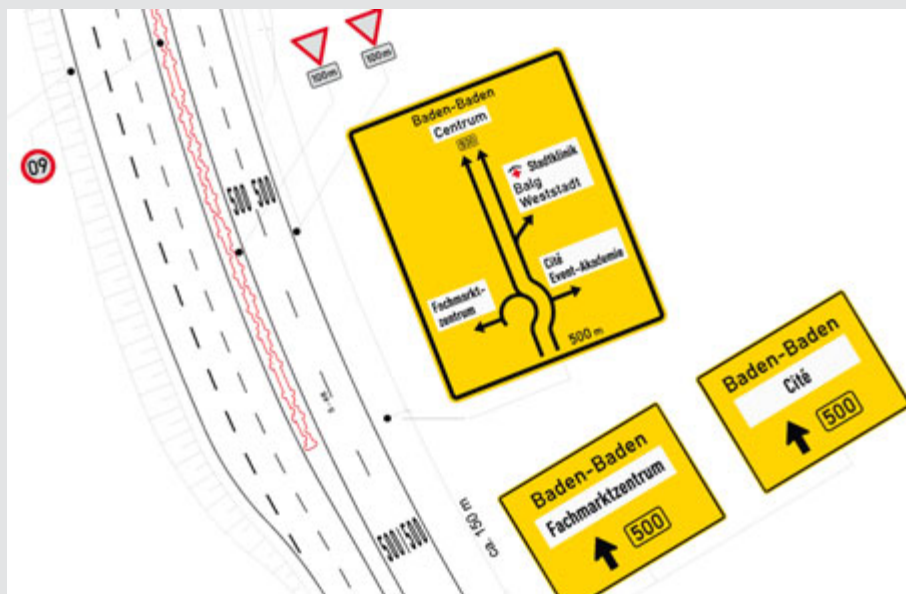 100m
100m
09
500 500
Baden-Baden
Centrum
500
Stadtklinik
Balg
Weststadt
Cité
Event-Akademie
Fachmarkt-
zentrum
500 m
Baden-Baden
Cité
500
Baden-Baden
Fachmarktzentrum
500
ca. 150 m
500 500